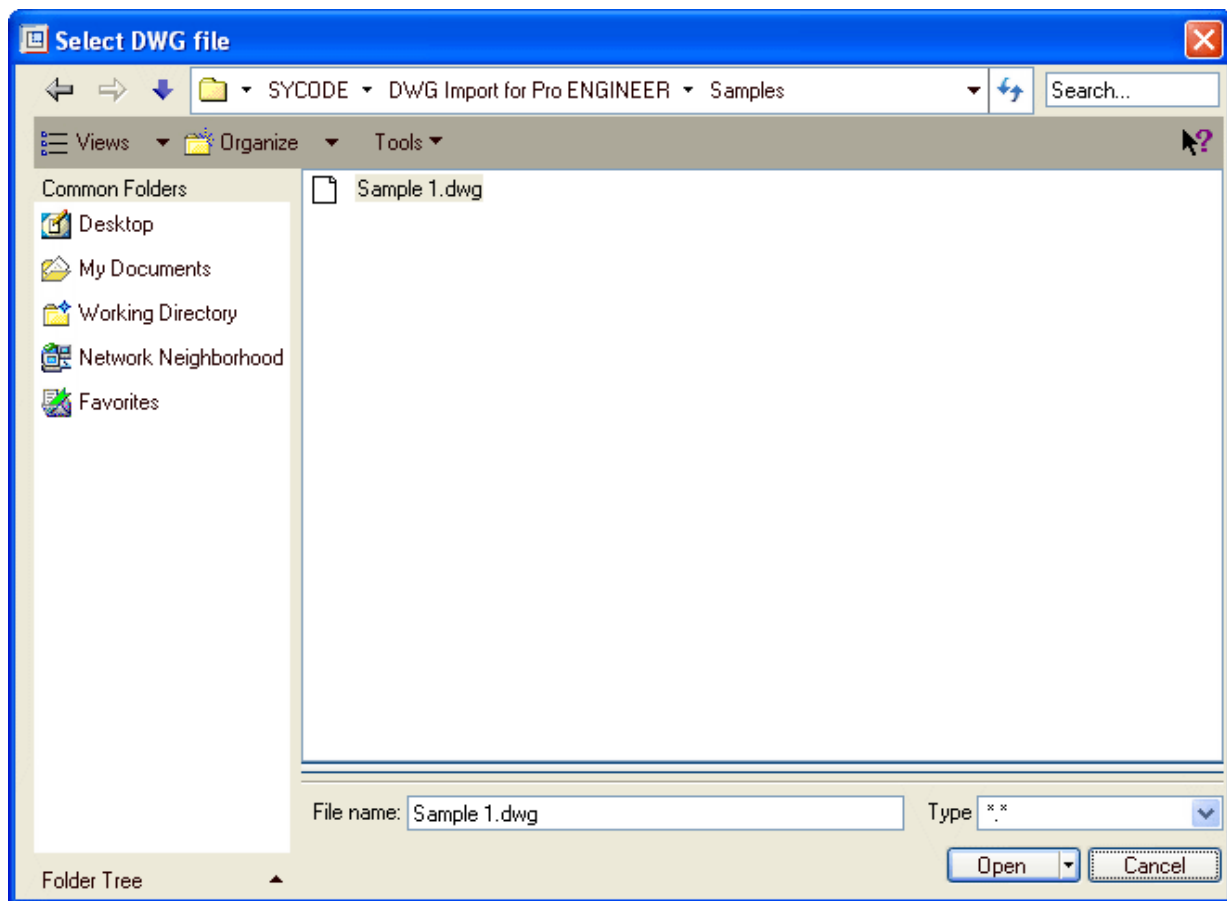 Select DWG file
SYCODE DWG Import for Pro ENGINEER Samples Search...
Views Organize Tools ?
Common Folders
Desktop
My Documents
Working Directory
Network Neighborhood
Favorites
Sample 1.dwg
File name: Sample 1.dwg Type *.*
Open Cancel
Folder Tree